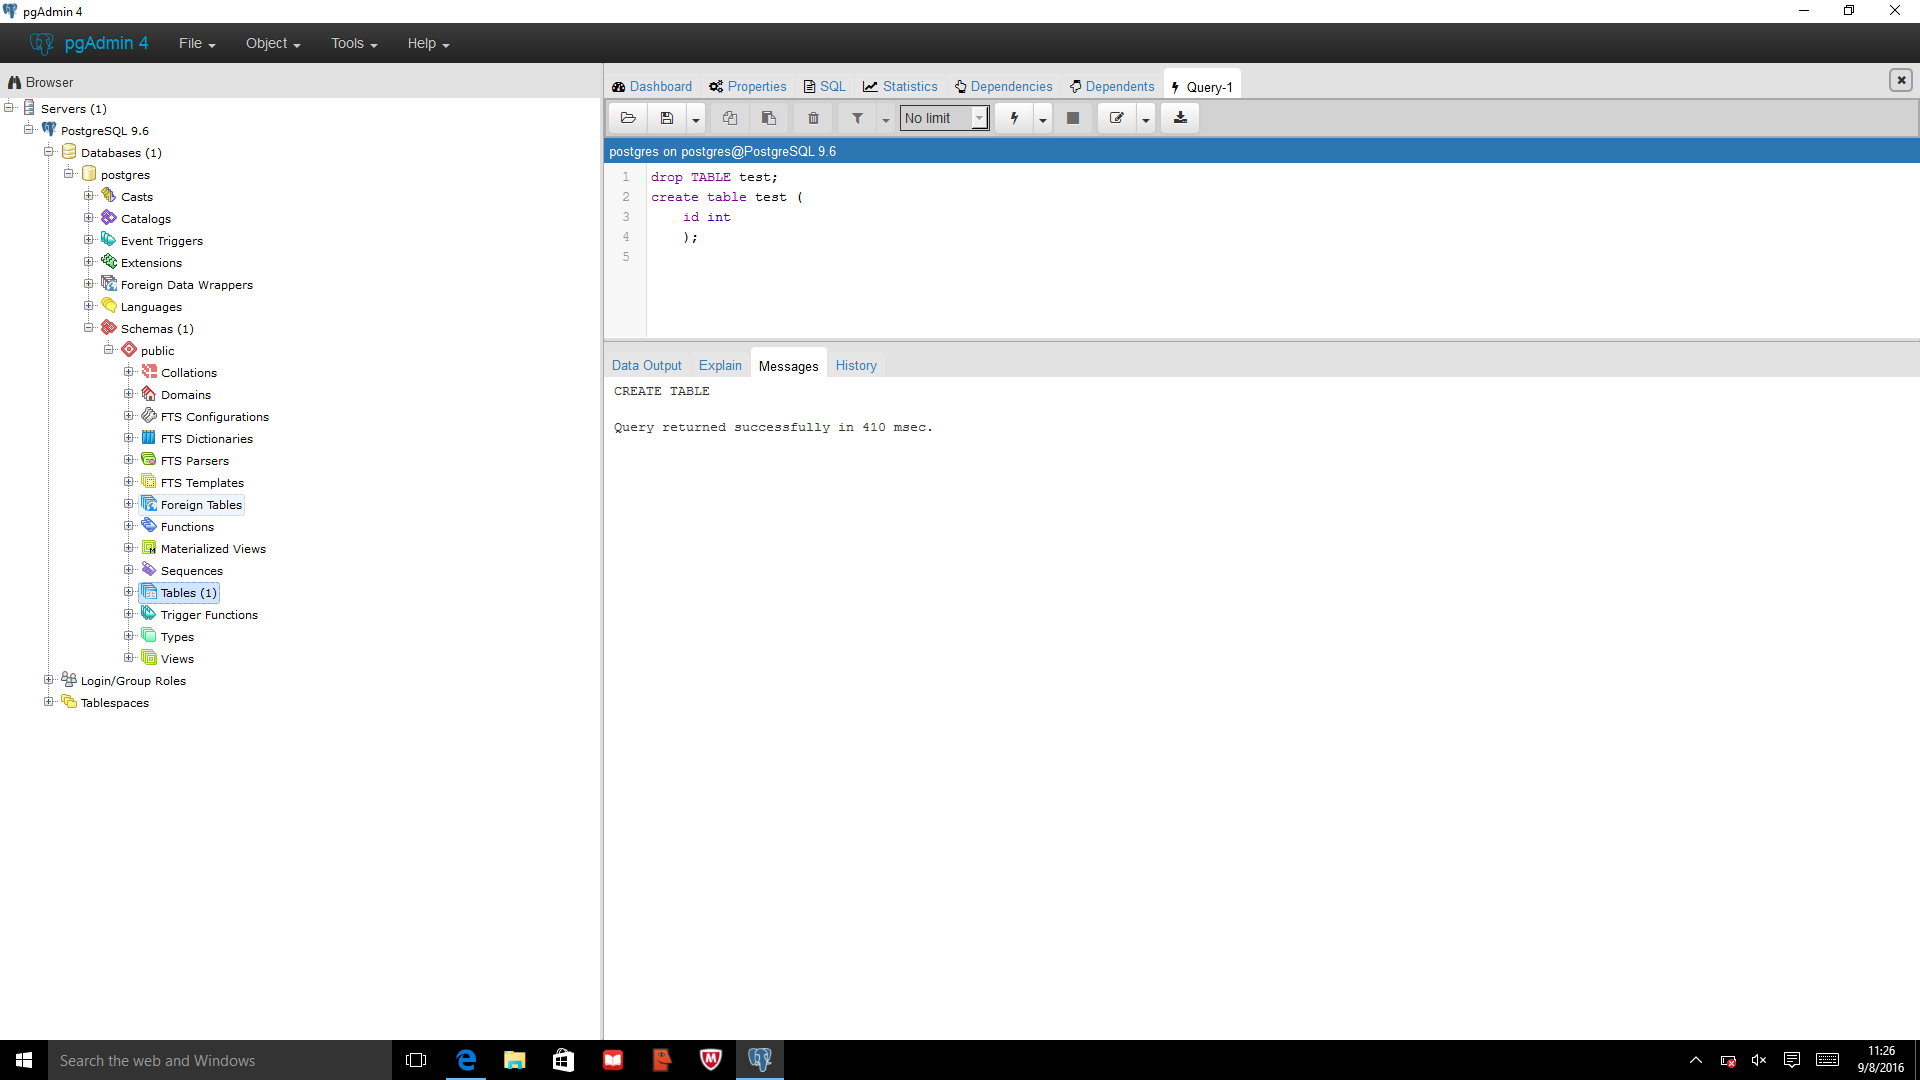 pgAdmin 4
pgAdmin 4 File Object Tools Help
Browser
Servers (1)
PostgreSQL 9.6
Databases (1)
postgres
Casts
Catalogs
Event Triggers
Extensions
Foreign Data Wrappers
Languages
Schemas (1)
public
Collations
Domains
FTS Configurations
FTS Dictionaries
FTS Parsers
FTS Templates
Foreign Tables
Functions
Materialized Views
Sequences
Tables (1)
Trigger Functions
Types
Views
Login/Group Roles
Tablespaces
Dashboard Properties SQL Statistics Dependencies Dependents Query-1
No limit
postgres on postgres@PostgreSQL 9.6
1 drop TABLE test;
2 create table test (
3 id int
4 );
5
Data Output Explain Messages History
CREATE TABLE
Query returned successfully in 410 msec.
Search the web and Windows
11:26
9/8/2016